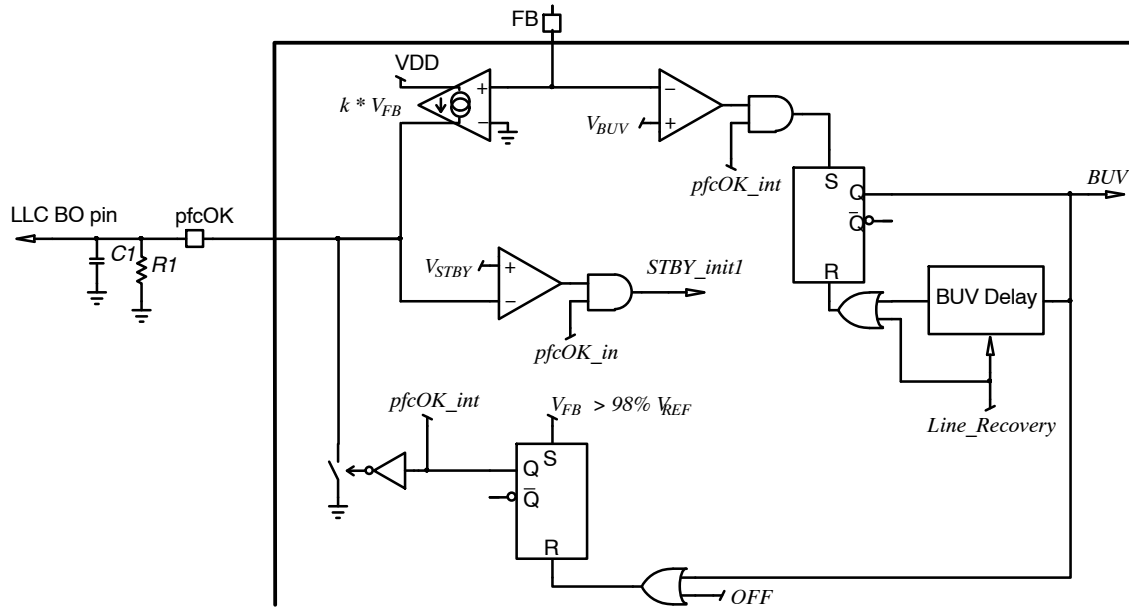 FB
VDD
k * VFB
+
−
−
+
VBUV
pfcOK_int
S
Q
Q̅
R
BUV
LLC BO pin
pfcOK
C1
R1
VSTBY
+
−
STBY_init1
pfcOK_in
BUV Delay
Line_Recovery
pfcOK_int
VFB > 98% VREF
S
Q
Q̅
R
OFF